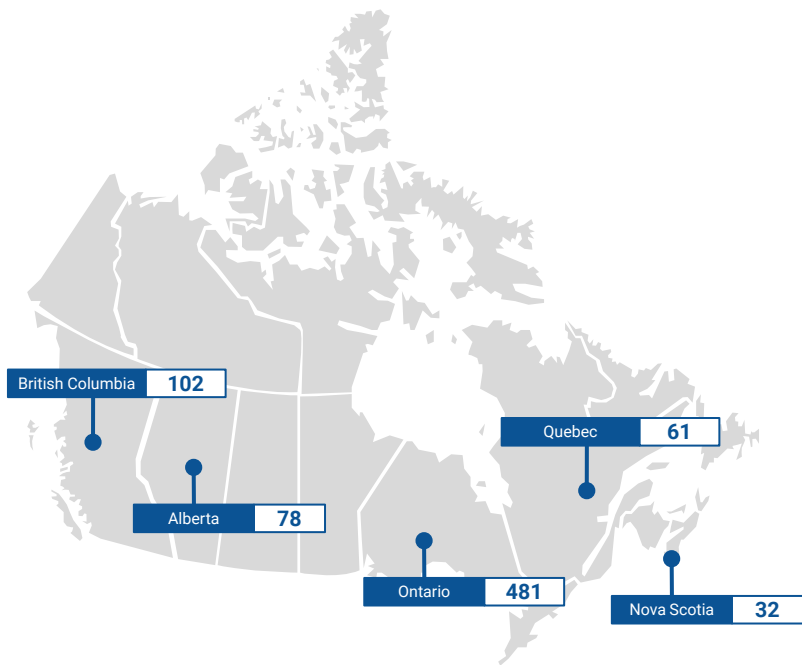 British Columbia 102
Quebec 61
Alberta 78
Ontario 481
Nova Scotia 32